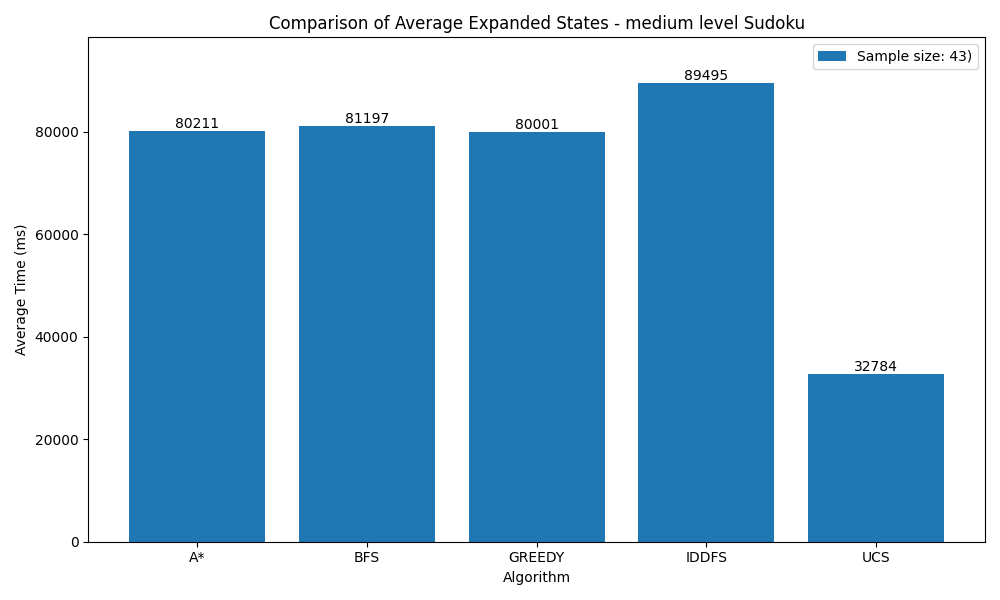 Comparison of Average Expanded States - medium level Sudoku
Sample size: 43)
89495
81197
80211
80001
32784
80000
60000
40000
20000
0
Average Time (ms)
A*
BFS
GREEDY
IDDFS
UCS
Algorithm